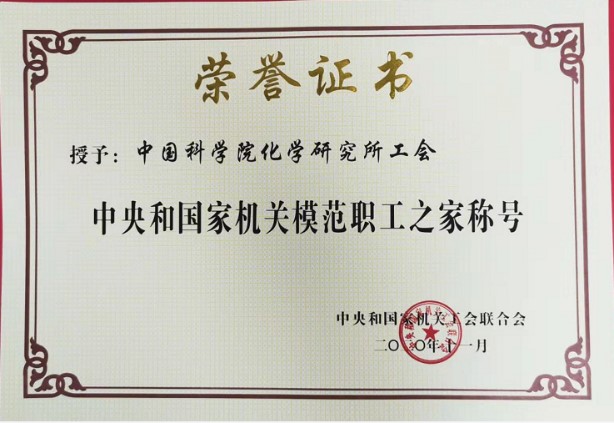 荣誉证书
授予：中国科学院化学研究所工会
中央和国家机关模范职工之家称号
中央和国家机关工会联合会
二〇二〇年十一月